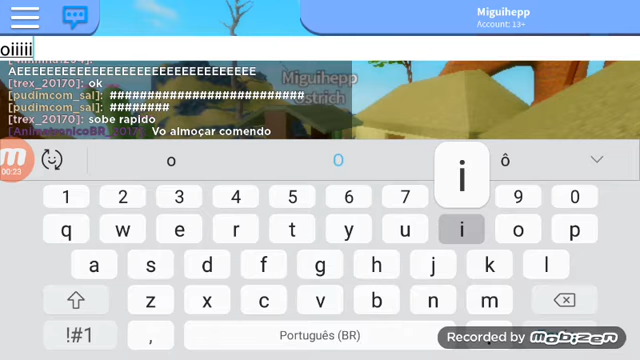 Miguihepp
Account: 13+
oiiiii
AEEEEEEEEEEEEEEEEEEEEEEEEEEEEEEEE
[trex_20170]: ok
[pudimcom_sal]: ##########################
[pudimcom_sal]: ########
[trex_20170]: sobe rapido
[AnimatronicoBR_2017]: Vo almoçar comendo
Miguihepp
Ostrich
00:23
o O ô
i
1 2 3 4 5 6 7 9 0
q w e r t y u i o p
a s d f g h j k l
z x c v b n m
!#1 , Português (BR)
Recorded by mobizen